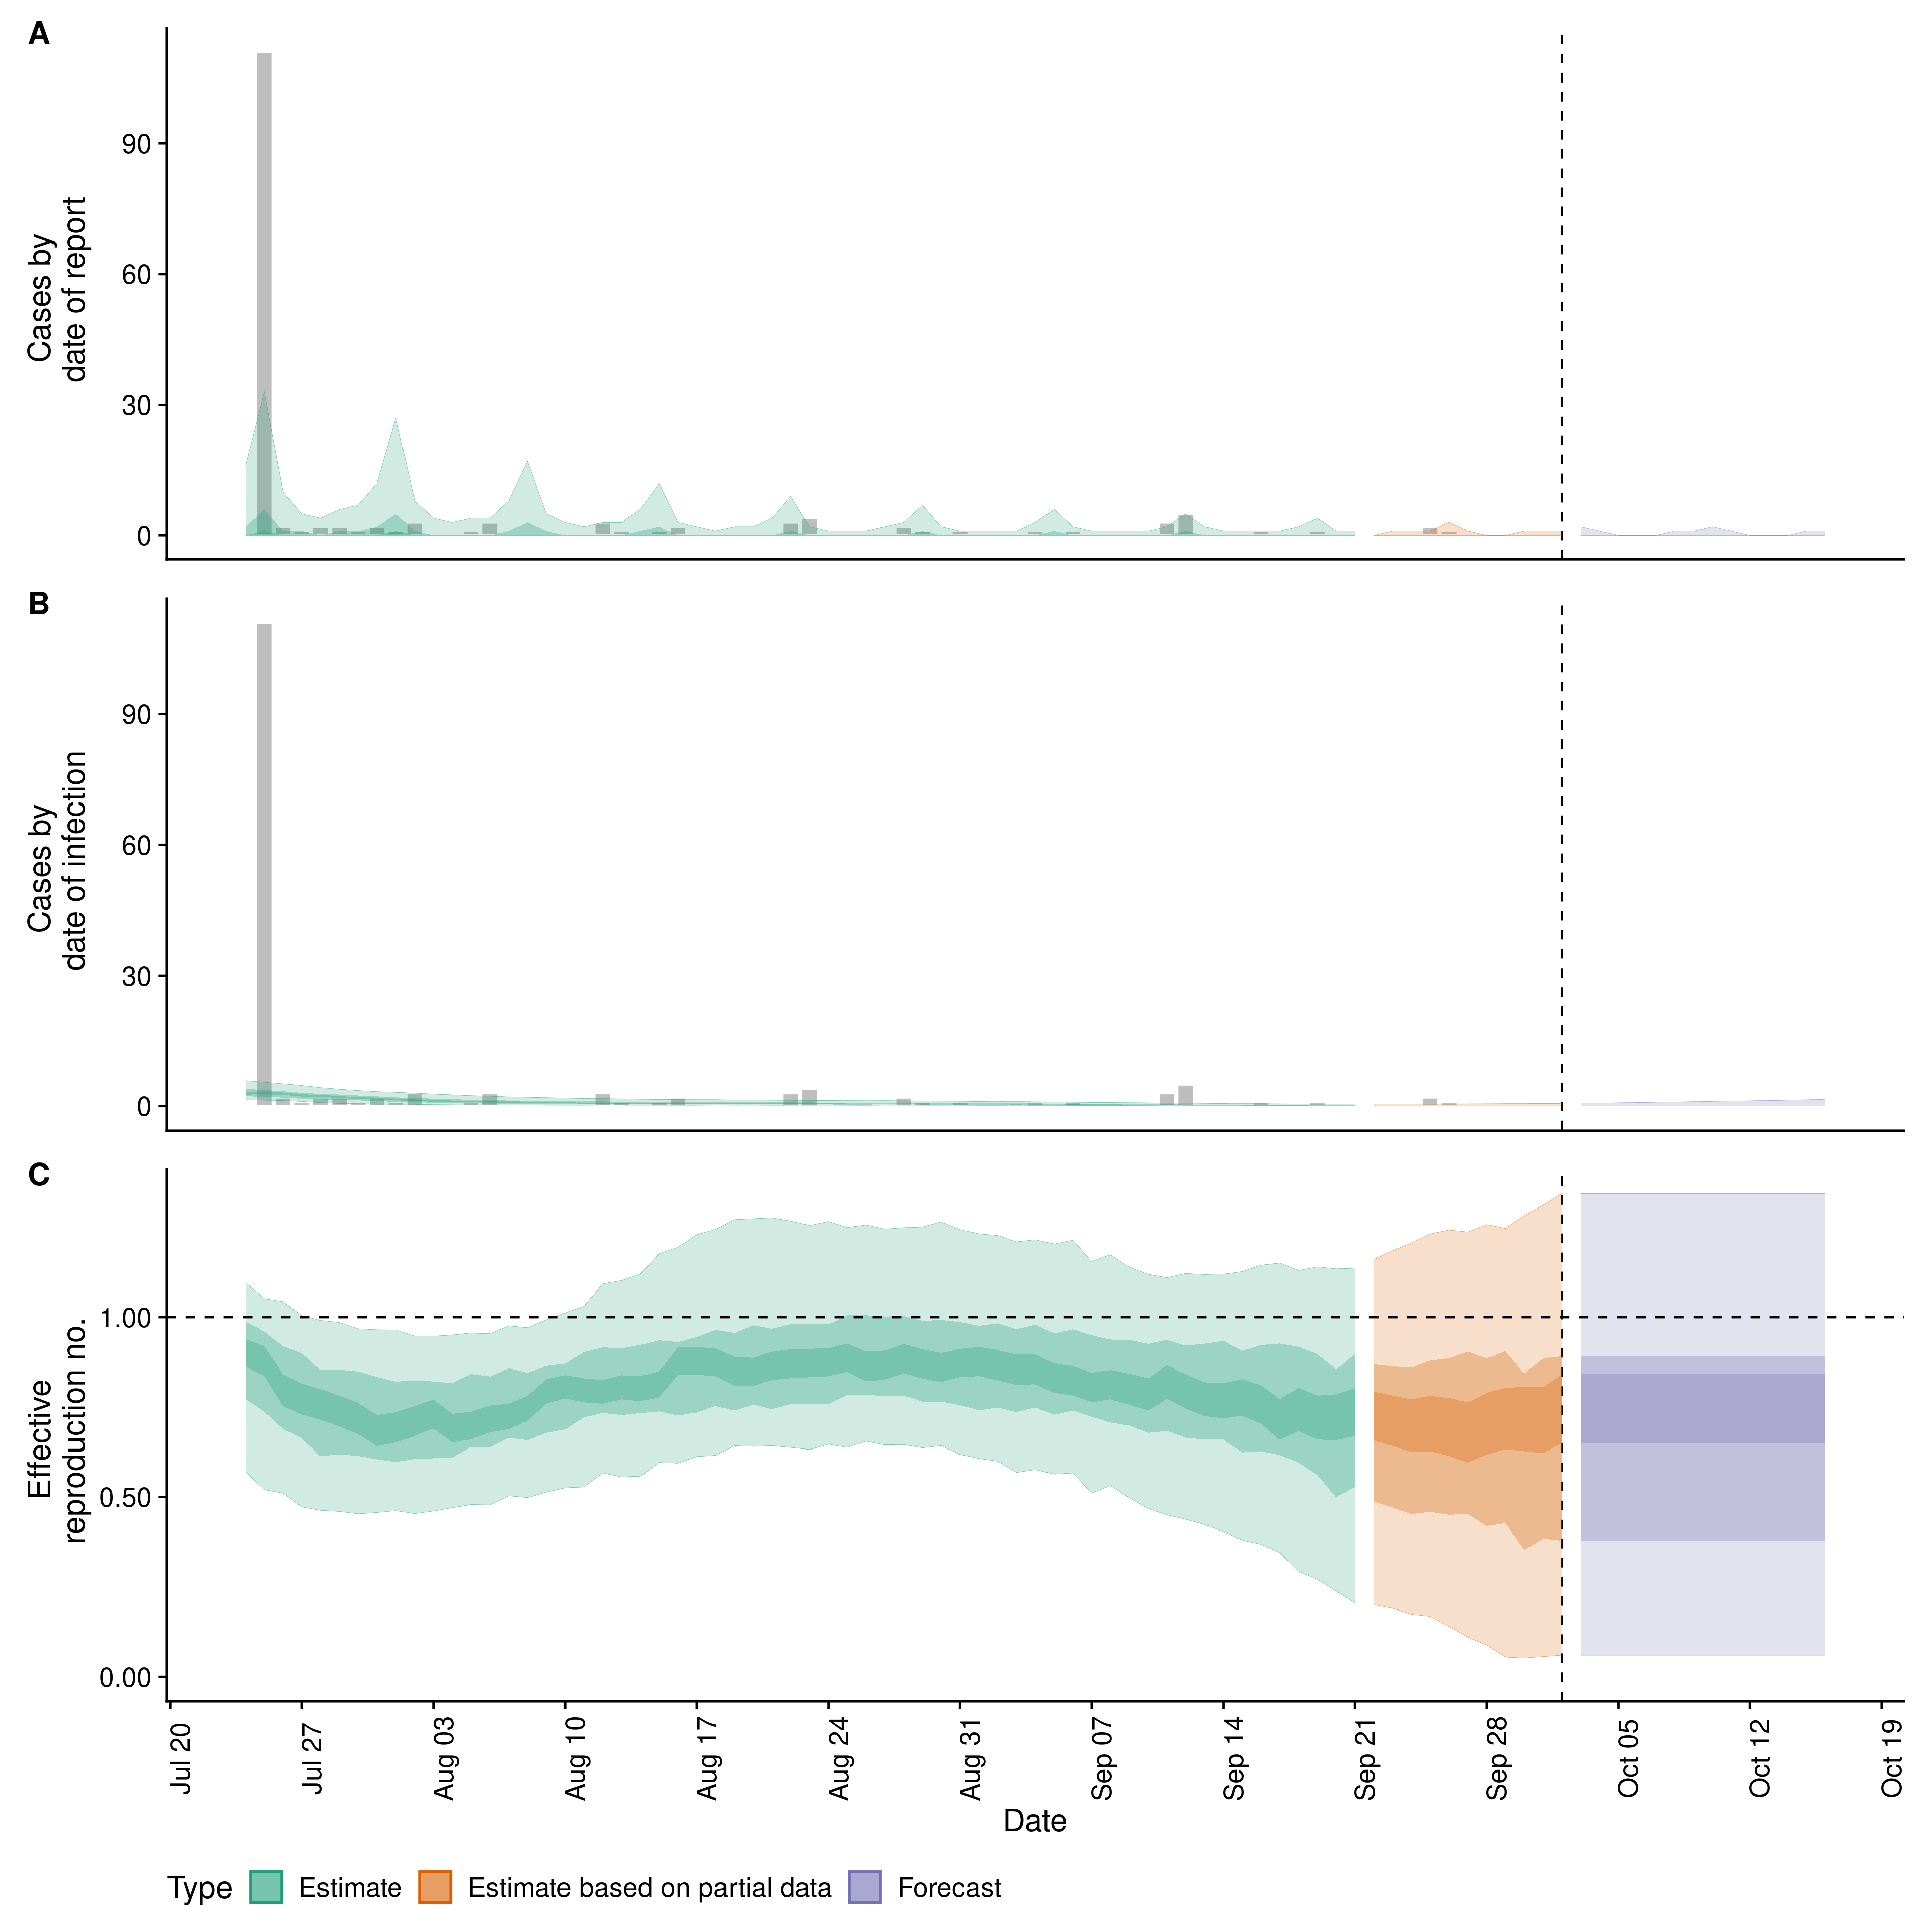 A
Cases by
date of report
90
60
30
0
B
Cases by
date of infection
90
60
30
0
C
Effective
reproduction no.
1.00
0.50
0.00
Jul 20
Jul 27
Aug 03
Aug 10
Aug 17
Aug 24
Aug 31
Sep 07
Sep 14
Sep 21
Sep 28
Oct 05
Oct 12
Oct 19
Date
Type Estimate Estimate based on partial data Forecast